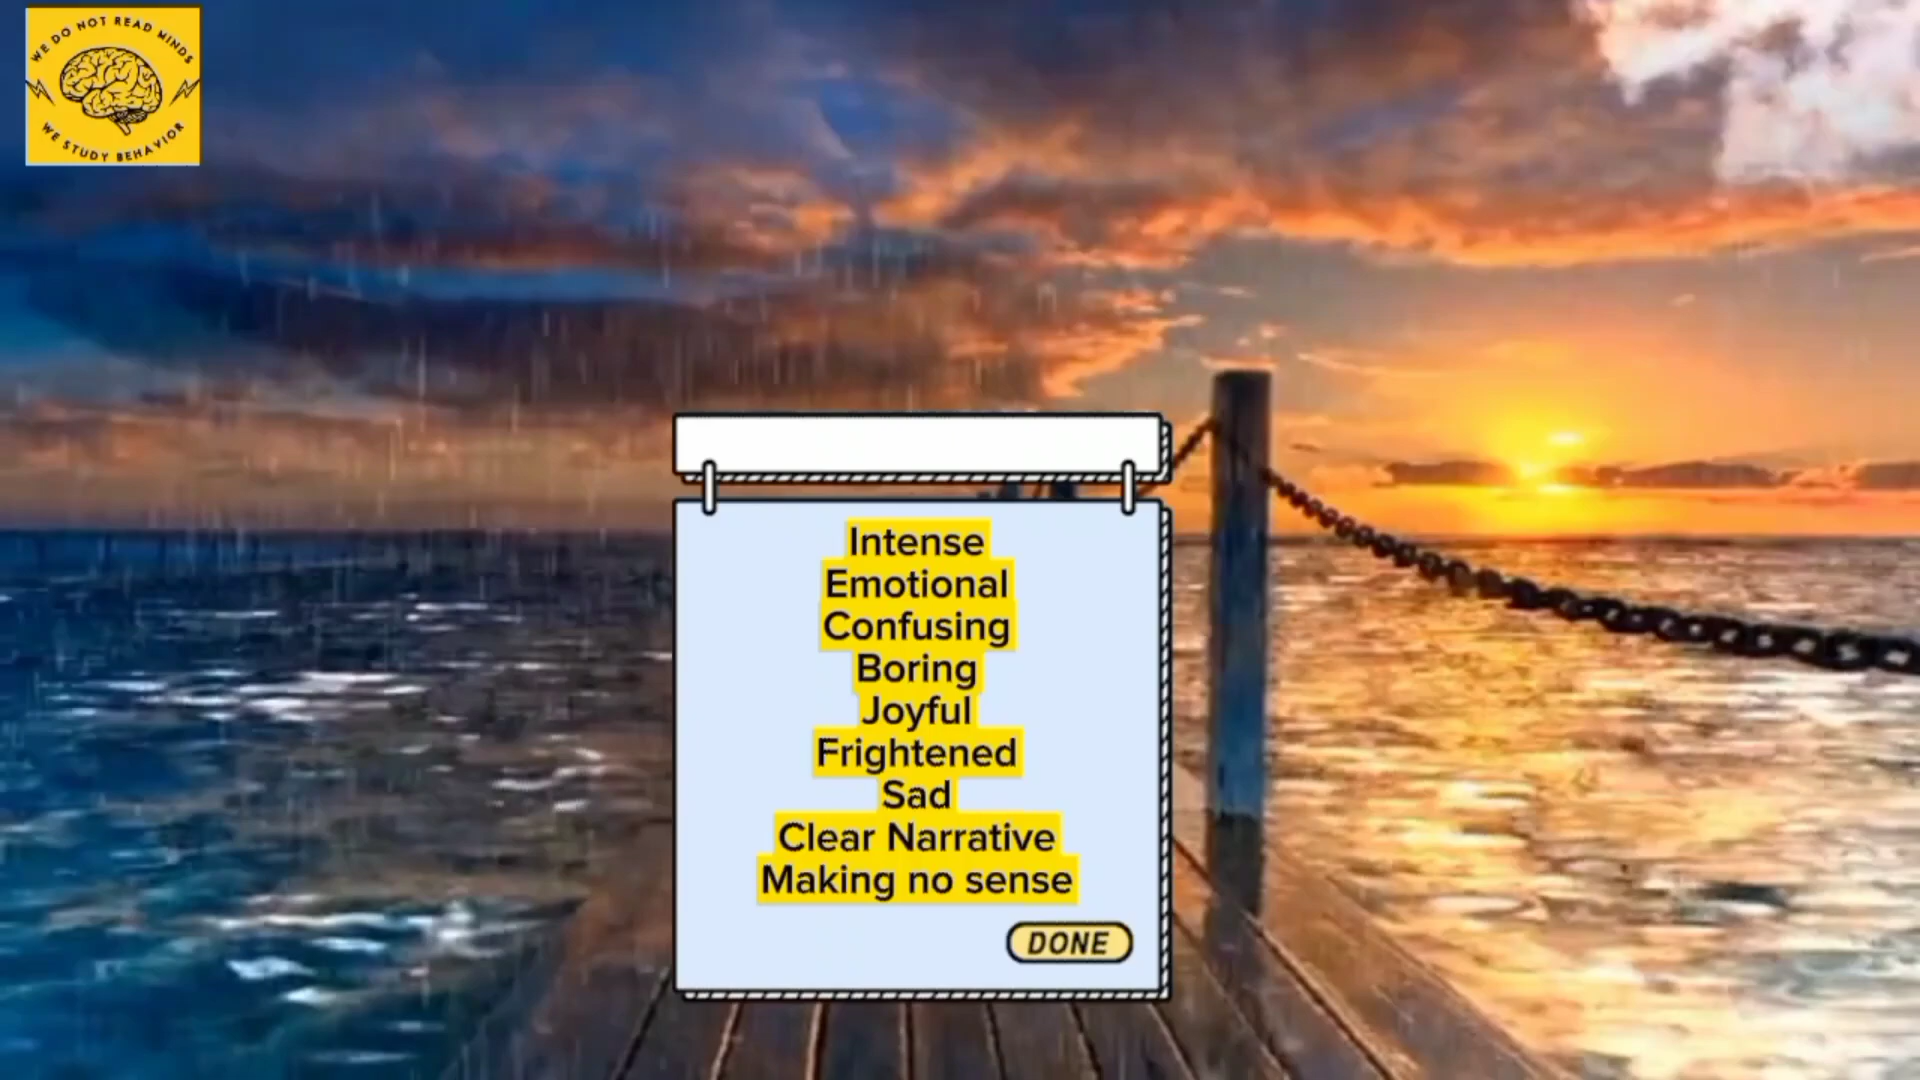 WE DO NOT READ MINDS
WE STUDY BEHAVIOR
Intense
Emotional
Confusing
Boring
Joyful
Frightened
Sad
Clear Narrative
Making no sense
DONE